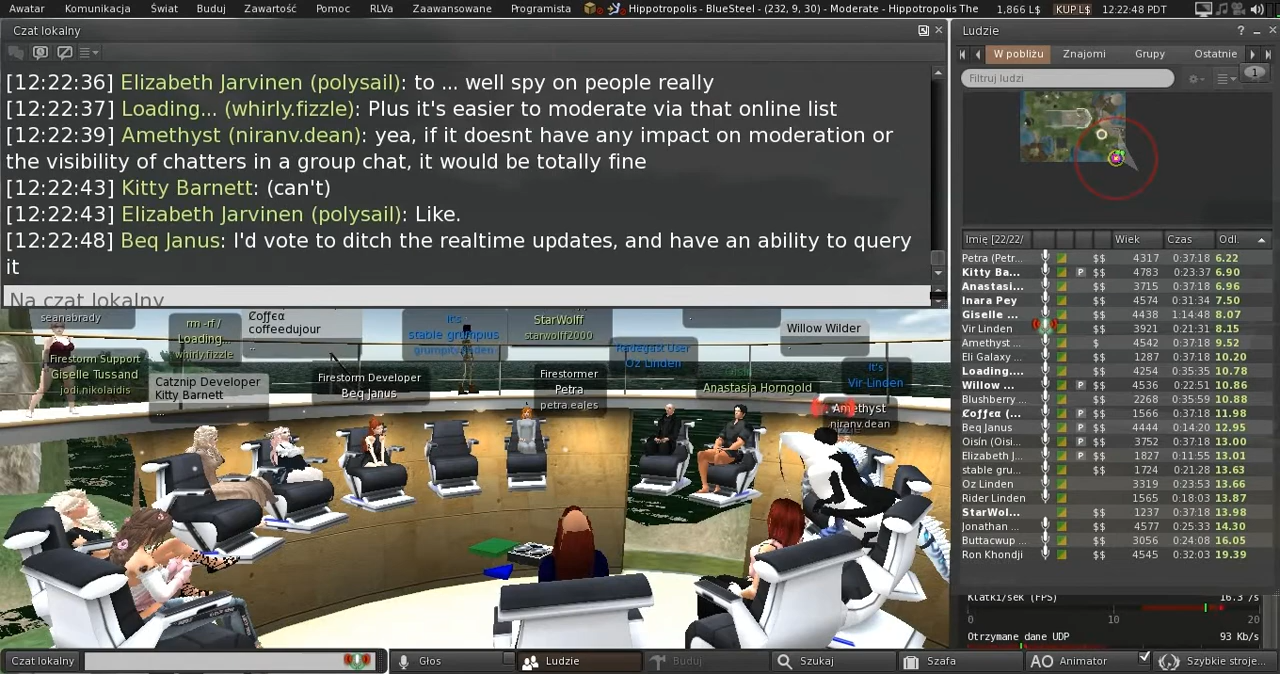 Awatar Komunikacja Świat Buduj Zawartość Pomoc RLVa Zaawansowane Programista Hippotropolis - BlueSteel - (232, 9, 30) - Moderate - Hippotropolis The 1,866 L$ KUP L$ 12:22:48 PDT
Czat lokalny
[12:22:36] Elizabeth Jarvinen (polysail): to ... well spy on people really
[12:22:37] Loading... (whirly.fizzle): Plus it's easier to moderate via that online list
[12:22:39] Amethyst (niranv.dean): yea, if it doesnt have any impact on moderation or
the visibility of chatters in a group chat, it would be totally fine
[12:22:43] Kitty Barnett: (can't)
[12:22:43] Elizabeth Jarvinen (polysail): Like.
[12:22:48] Beq Janus: I'd vote to ditch the realtime updates, and have an ability to query
it
Na czat lokalny
seanabrady
Firestorm Support
Giselle Tussand
jodi.nikolaidis
rm -rf /
Loading...
whirly.fizzle
Coffeα
coffeedujour
Catznip Developer
Kitty Barnett
...
Firestorm Developer
Beq Janus
It's
stable grumpius
grumpity.linden
StarWolff
starwolff2000
Firestormer
Petra
petra.eales
Radegast User
Oz Linden
Anastasia Horngold
Willow Wilder
It's
Vir Linden
Amethyst
niranv.dean
Ludzie
W pobliżu Znajomi Grupy Ostatnie
1
Filtruj ludzi
Imię [22/22/ Wiek Czas Odl.
Petra (Petr... $$ 4317 0:37:18 6.22
Kitty Ba... P $$ 4783 0:23:37 6.90
Anastasi... $$ 3715 0:37:18 6.96
Inara Pey $$ 4574 0:31:34 7.50
Giselle ... $$ 4438 1:14:48 8.07
Vir Linden $$ 3921 0:21:31 8.15
Amethyst ... $ 4542 0:37:18 9.52
Eli Galaxy ... $$ 1287 0:37:18 10.20
Loading.... $$ 4254 0:35:35 10.78
Willow ... P $$ 4536 0:22:51 10.86
Blushberry ... $$ 2268 0:35:59 10.88
Coffεα (... P $$ 1566 0:37:18 11.98
Beq Janus P $$ 4444 0:14:20 12.95
Oisín (Oisi... P $$ 3752 0:37:18 13.00
Elizabeth J... P $$ 1827 0:11:55 13.01
stable gru... $$ 1724 0:21:28 13.63
Oz Linden 3319 0:23:53 13.66
Rider Linden 1565 0:18:03 13.87
StarWol... $$ 1237 0:37:18 13.98
Jonathan ... $$ 4577 0:25:33 14.30
Buttacwup ... $$ 3056 0:24:08 16.05
Ron Khondji $$ 4545 0:32:03 19.39
Klatki/sek (FPS) 16.3 /s
0 10 20
Otrzymane dane UDP 93 Kb/s
Czat lokalny Głos Ludzie Buduj Szukaj Szafa AO Animator Szybkie stroje...